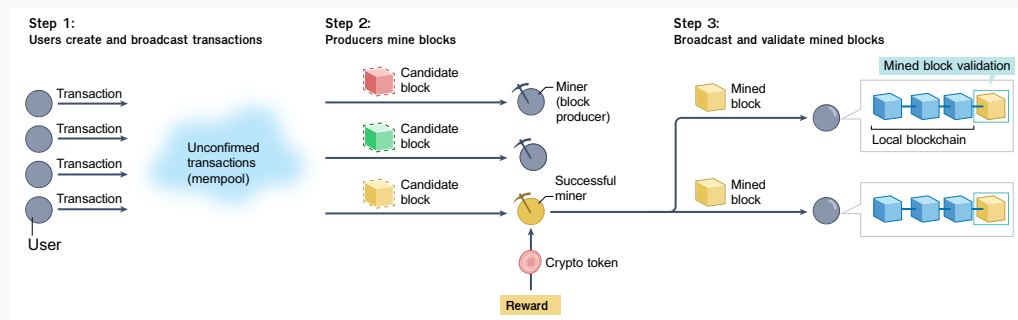 Step 1:
Users create and broadcast transactions
Transaction
Transaction
Transaction
Transaction
User
Unconfirmed
transactions
(mempool)
Step 2:
Producers mine blocks
Candidate
block
Miner
(block
producer)
Candidate
block
Candidate
block
Successful
miner
Crypto token
Reward
Step 3:
Broadcast and validate mined blocks
Mined
block
Mined block validation
Local blockchain
Mined
block